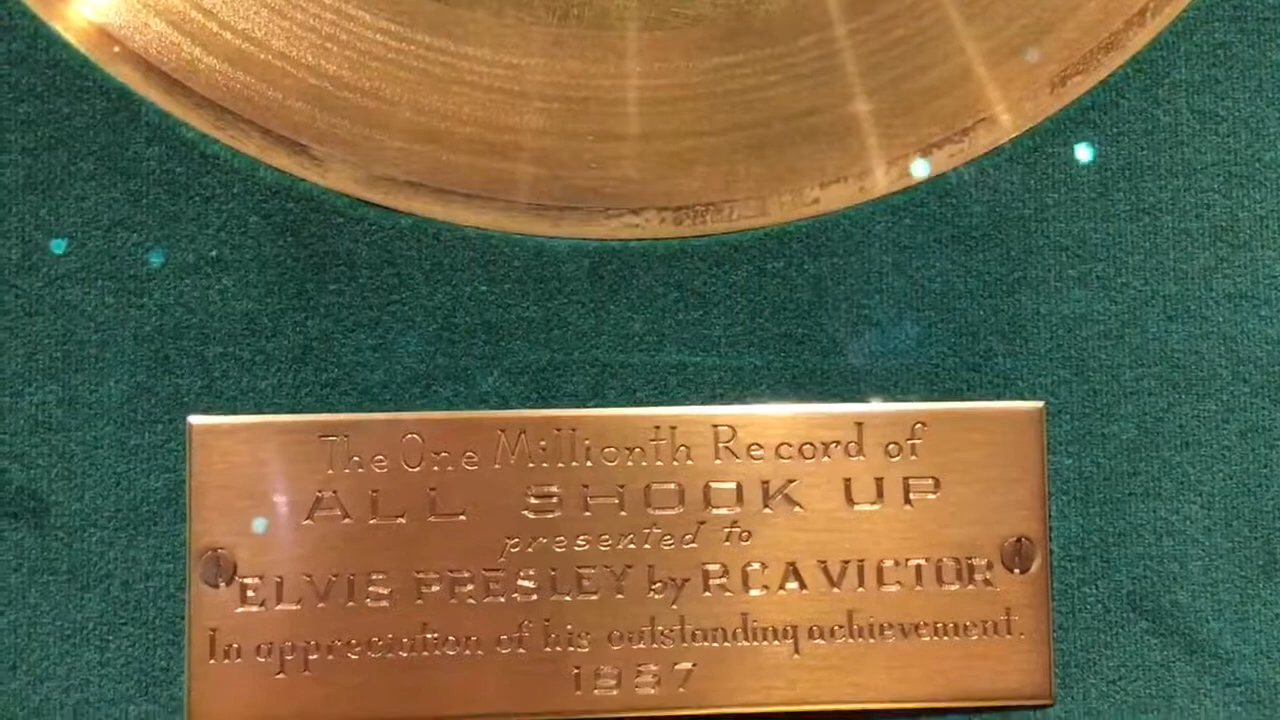 The One Millionth Record of
ALL SHOOK UP
presented to
ELVIS PRESLEY by RCA VICTOR
In appreciation of his outstanding achievement.
1957